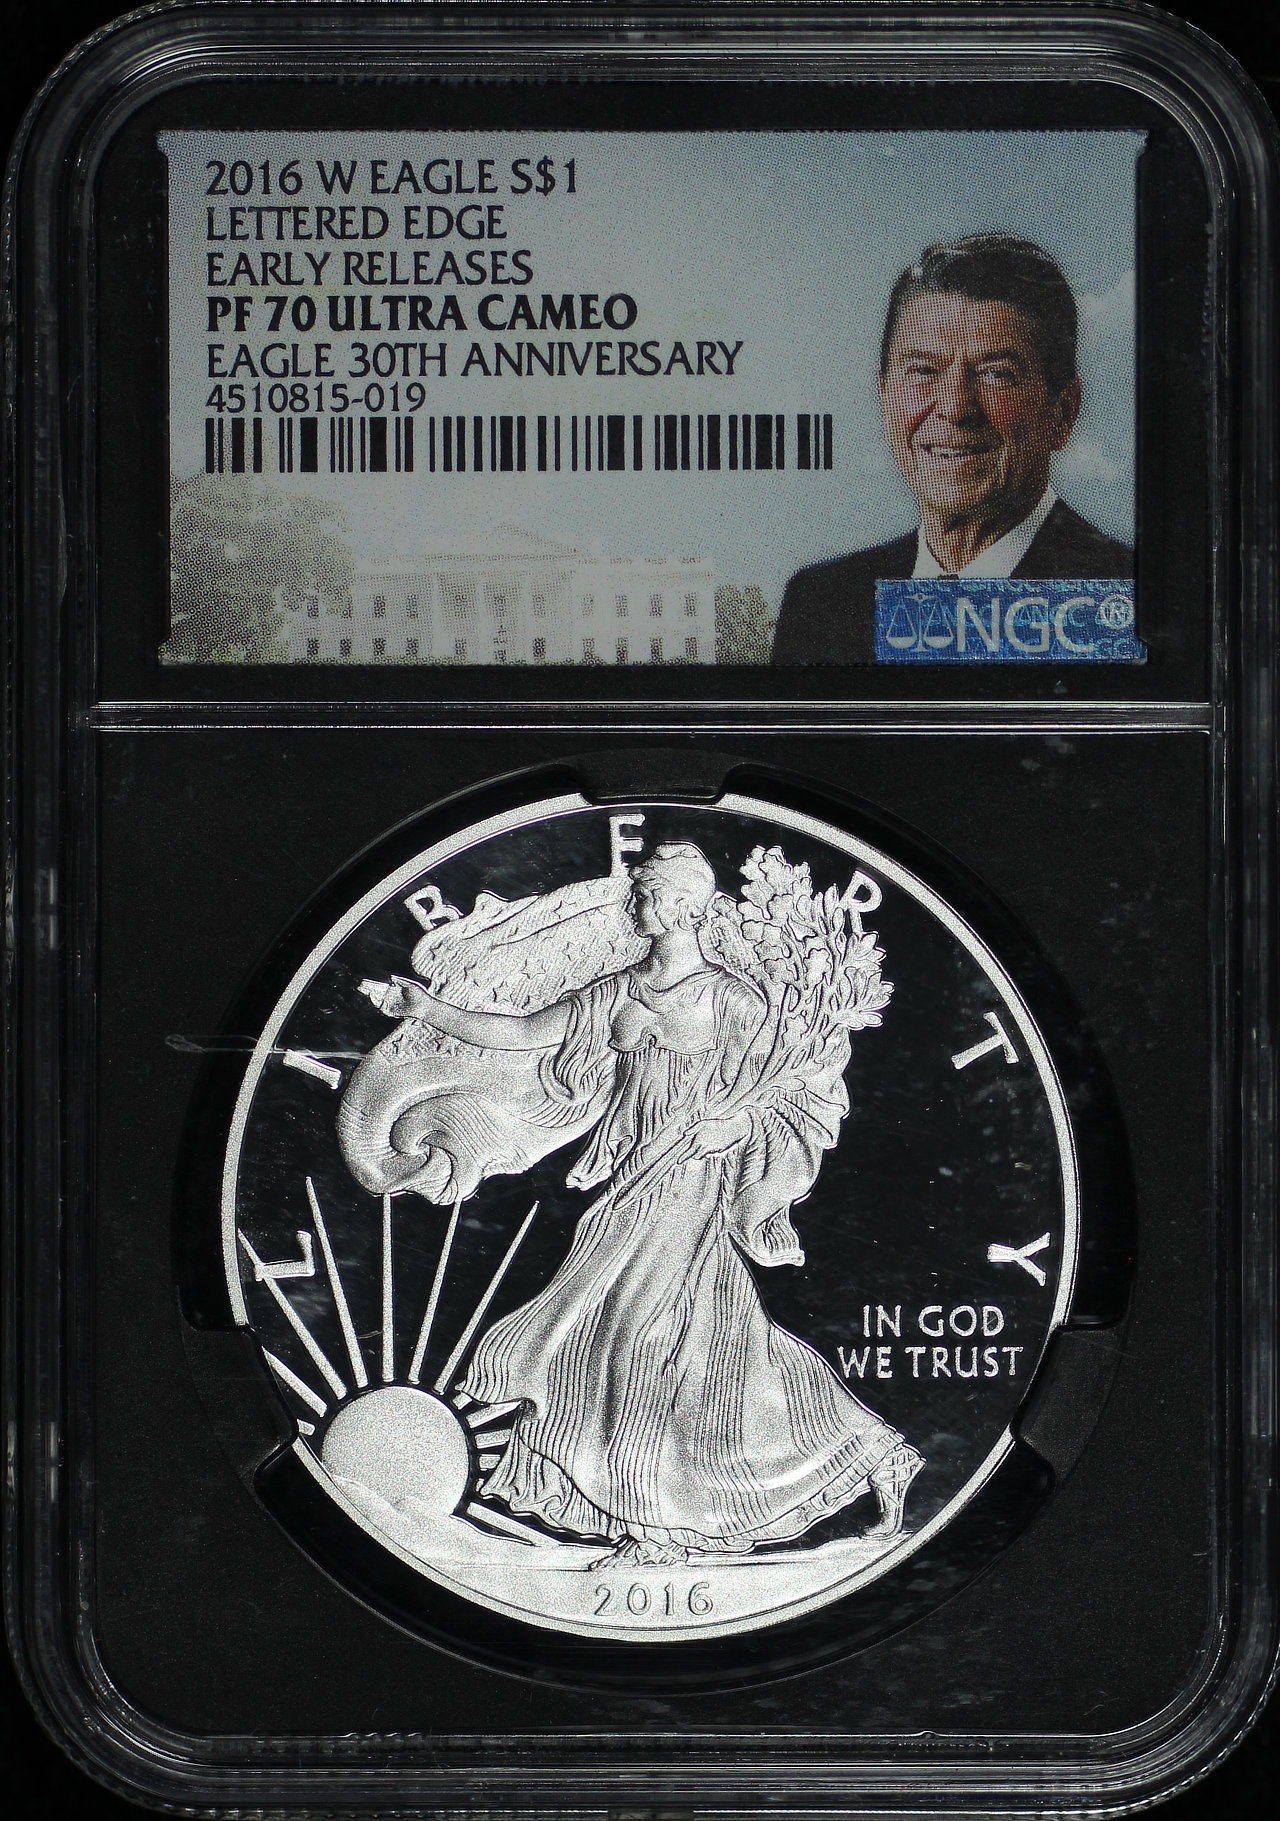 2016 W EAGLE S$1
LETTERED EDGE
EARLY RELEASES
PF 70 ULTRA CAMEO
EAGLE 30TH ANNIVERSARY
4510815-019
NGC®
LIBERTY
IN GOD
WE TRUST
2016